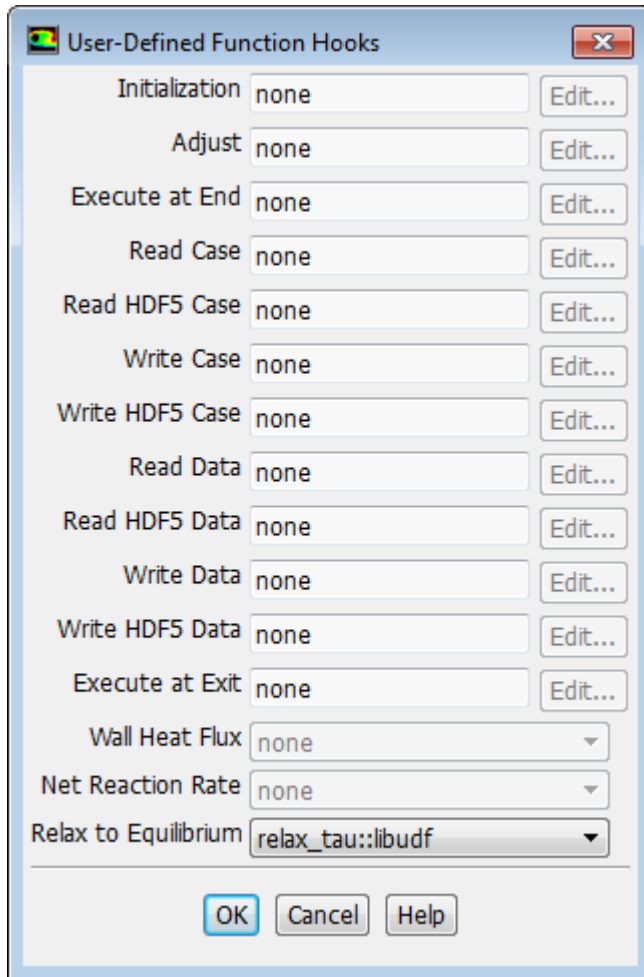 User-Defined Function Hooks
Initialization none Edit...
Adjust none Edit...
Execute at End none Edit...
Read Case none Edit...
Read HDF5 Case none Edit...
Write Case none Edit...
Write HDF5 Case none Edit...
Read Data none Edit...
Read HDF5 Data none Edit...
Write Data none Edit...
Write HDF5 Data none Edit...
Execute at Exit none Edit...
Wall Heat Flux none
Net Reaction Rate none
Relax to Equilibrium relax_tau::libudf
OK Cancel Help